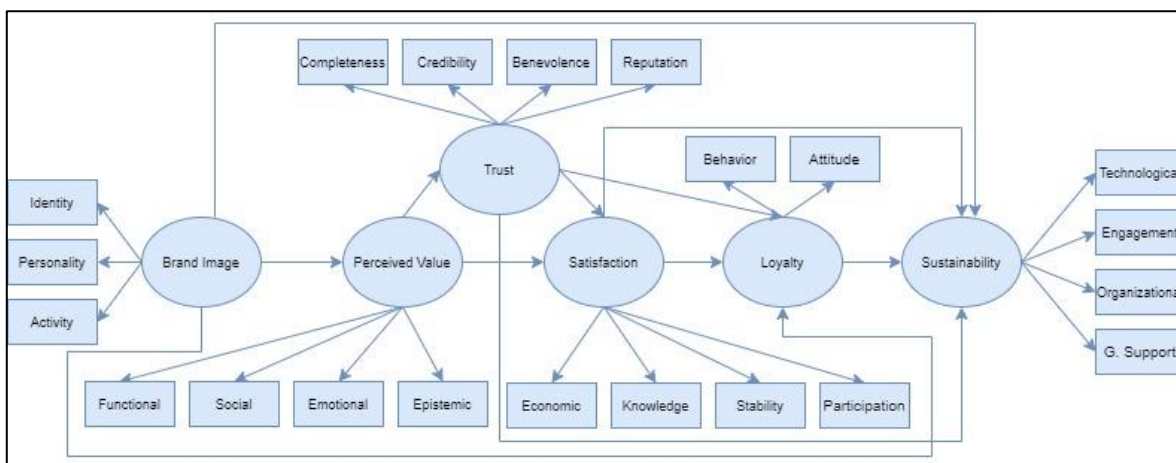 Completeness
Credibility
Benevolence
Reputation
Trust
Behavior
Attitude
Technologica
Identity
Engagement
Personality
Brand Image
Perceived Value
Satisfaction
Loyalty
Sustainability
Organizationa
Activity
G. Support
Functional
Social
Emotional
Epistemic
Economic
Knowledge
Stability
Participation